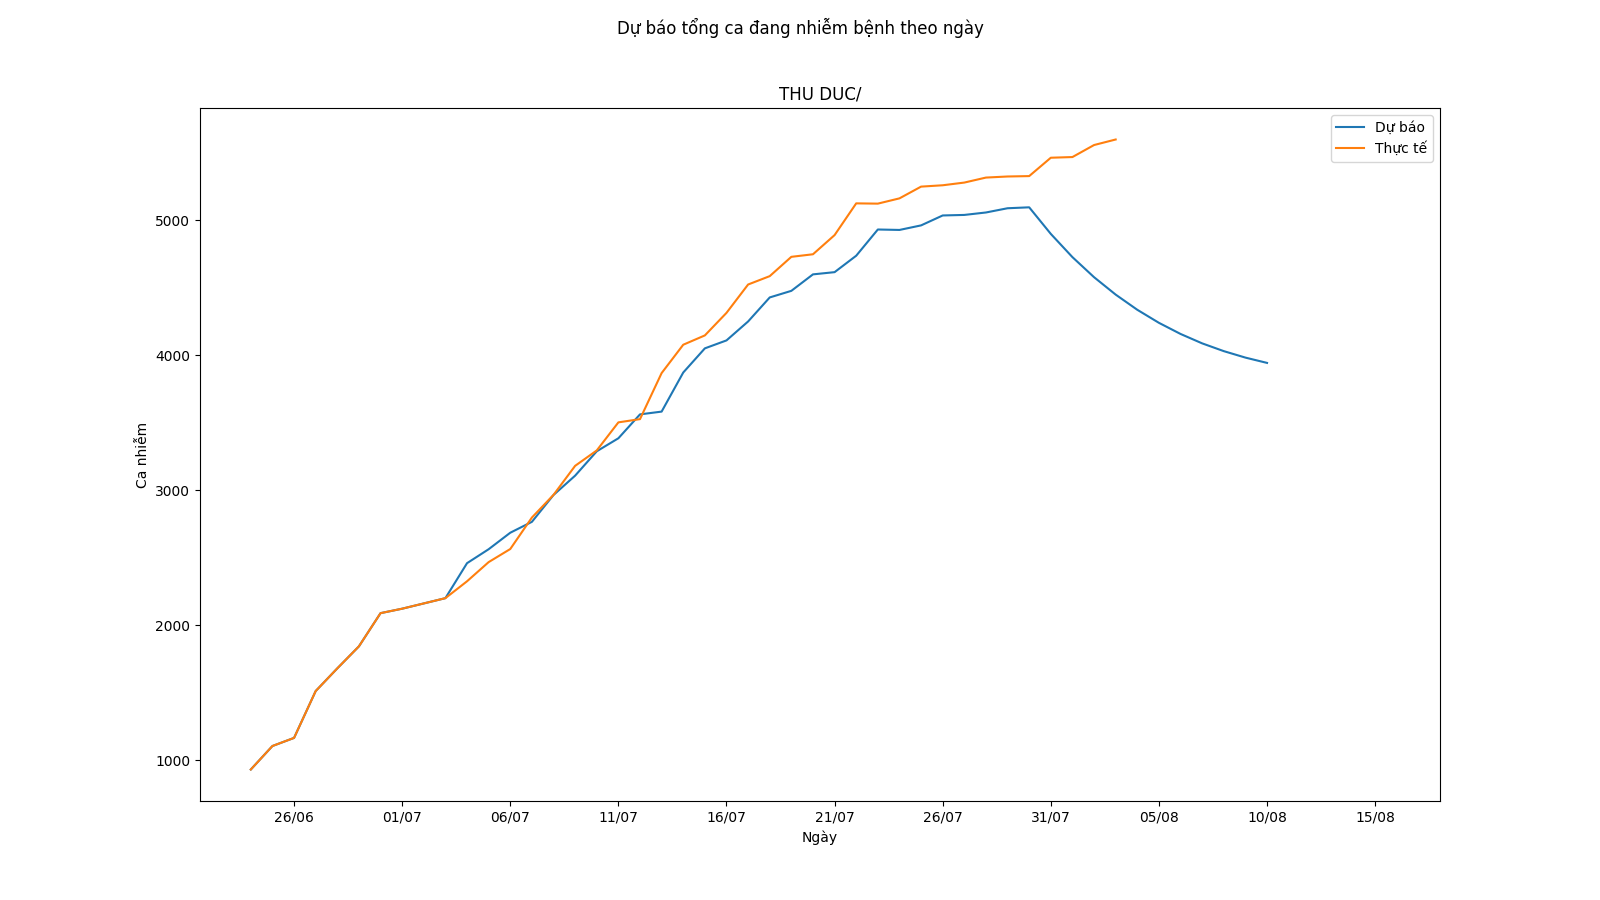 Dự báo tổng ca đang nhiễm bệnh theo ngày
THU DUC/
Dự báo
Thực tế
5000
4000
3000
2000
1000
Ca nhiễm
26/06 01/07 06/07 11/07 16/07 21/07 26/07 31/07 05/08 10/08 15/08
Ngày